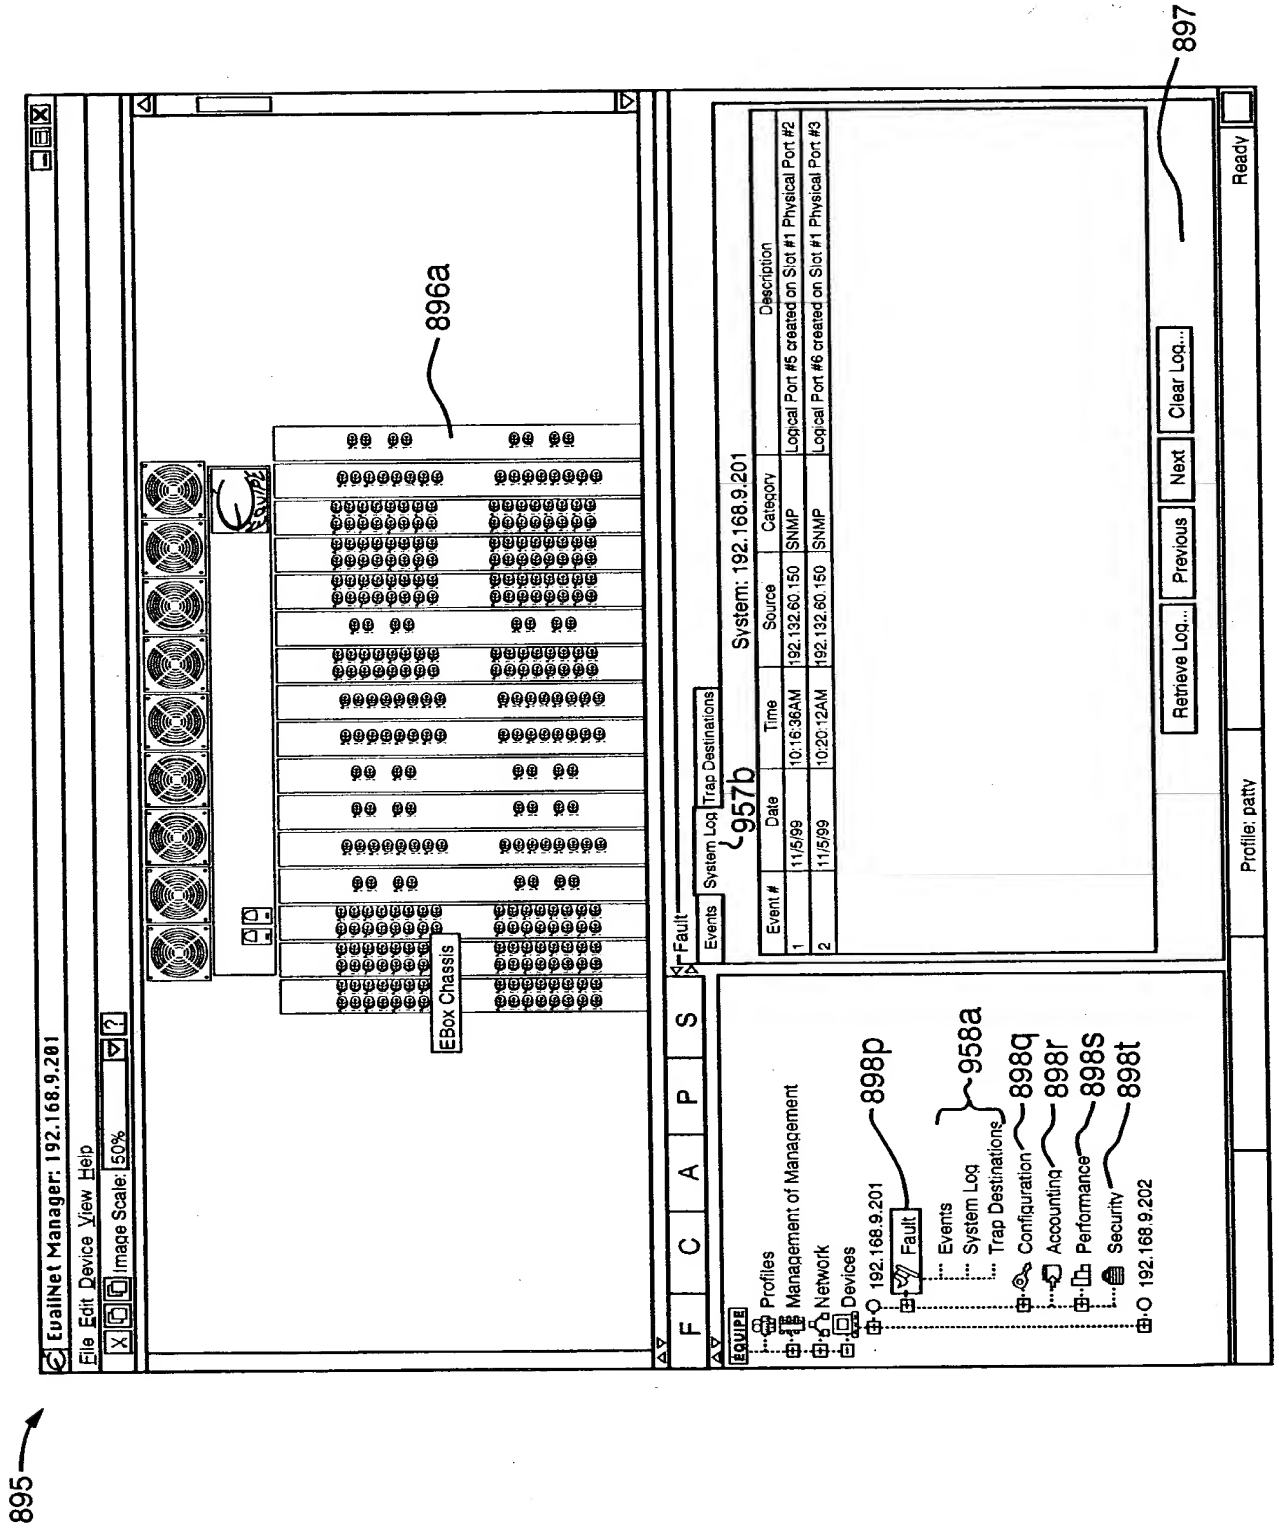 895
EvailNet Manager: 192.168.9.201
File Edit Device View Help
X Image Scale: 50% ?
EQUIPE
896a
EBox Chassis
F C A P S
EQUIPE
Profiles
Management of Management
Network
Devices
192.168.9.201
Fault
898p
Events
System Log
Trap Destinations
958a
Configuration
898q
Accounting
898r
Performance
898s
Security
898t
192.168.9.202
Fault
Events System Log Trap Destinations
957b
System: 192.168.9.201
Event # Date Time Source Category Description
1 11/5/99 10:16:36AM 192.132.60.150 SNMP Logical Port #5 created on Slot #1 Physical Port #2
2 11/5/99 10:20:12AM 192.132.60.150 SNMP Logical Port #6 created on Slot #1 Physical Port #3
Retrieve Log... Previous Next Clear Log...
897
Profile: patty
Ready